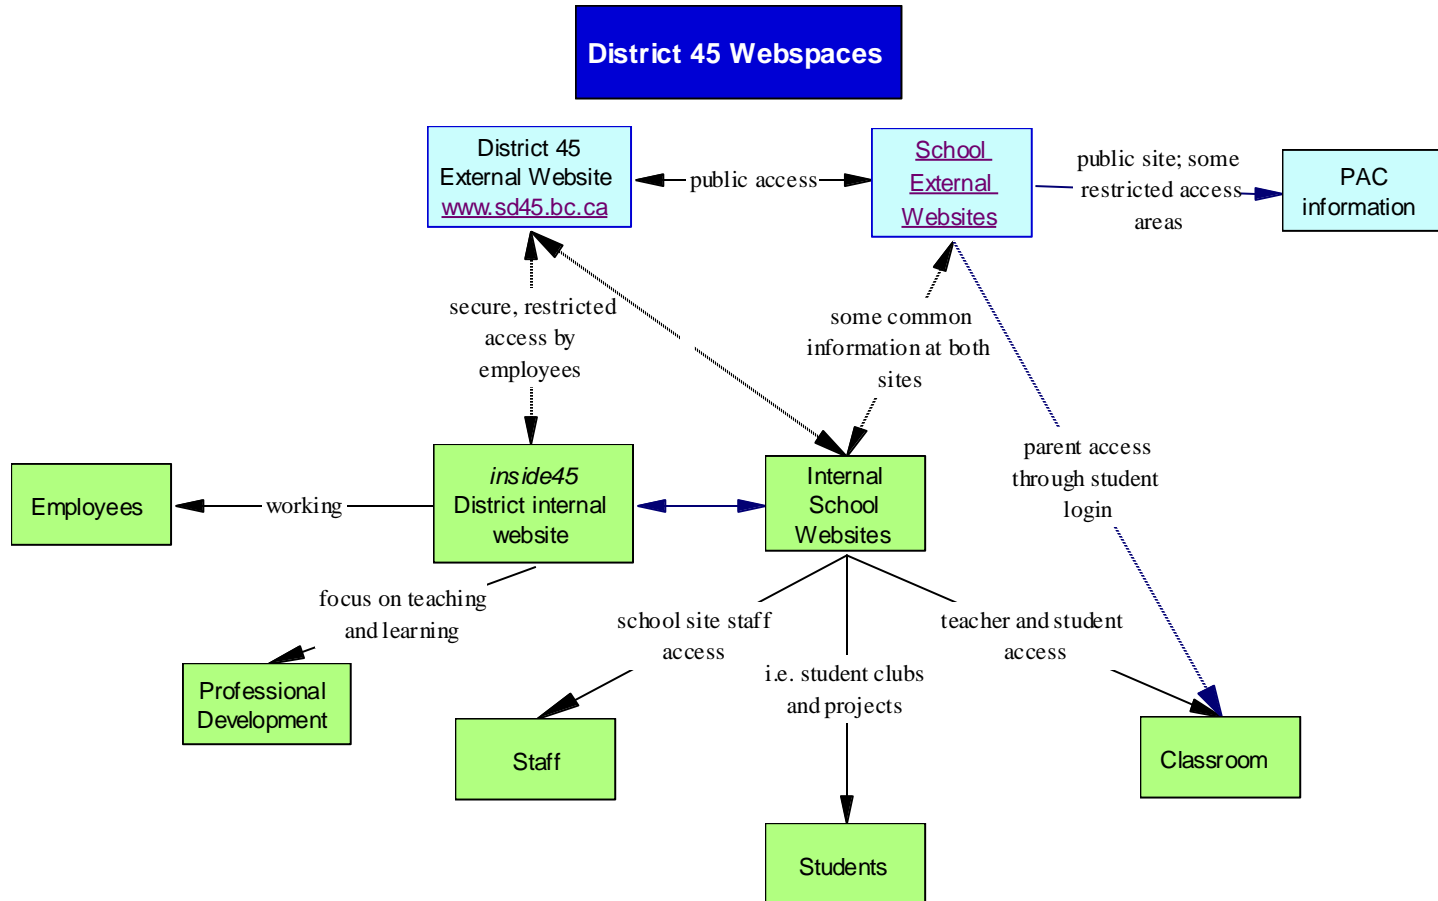 District 45 Webspaces
District 45
External Website
www.sd45.bc.ca
public access
School
External
Websites
public site; some
restricted access
areas
PAC
information
secure, restricted
access by
employees
some common
information at both
sites
parent access
through student
login
Employees
working
inside45
District internal
website
Internal
School
Websites
focus on teaching
and learning
school site staff
access
i.e. student clubs
and projects
teacher and student
access
Professional
Development
Staff
Classroom
Students